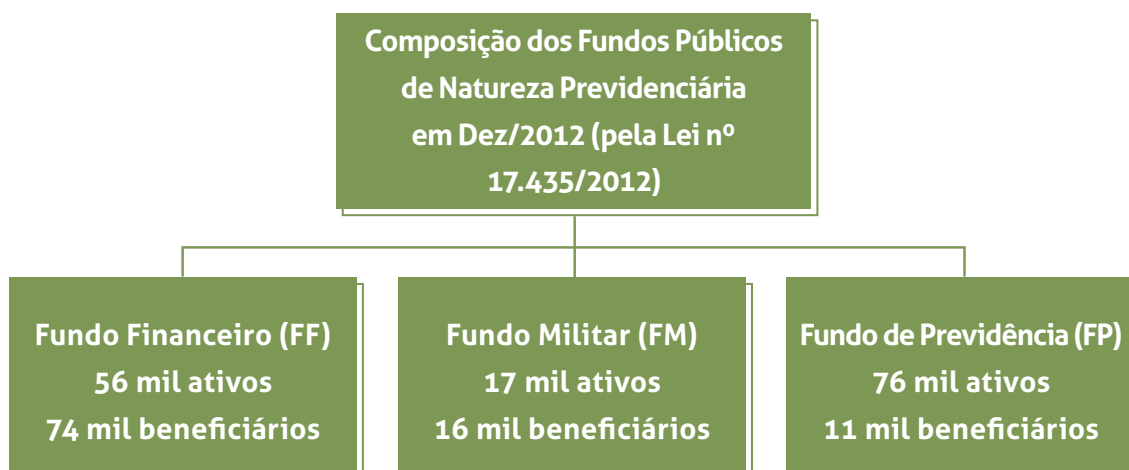 Composição dos Fundos Públicos
de Natureza Previdenciária
em Dez/2012 (pela Lei nº
17.435/2012)
Fundo Financeiro (FF)
56 mil ativos
74 mil beneficiários
Fundo Militar (FM)
17 mil ativos
16 mil beneficiários
Fundo de Previdência (FP)
76 mil ativos
11 mil beneficiários